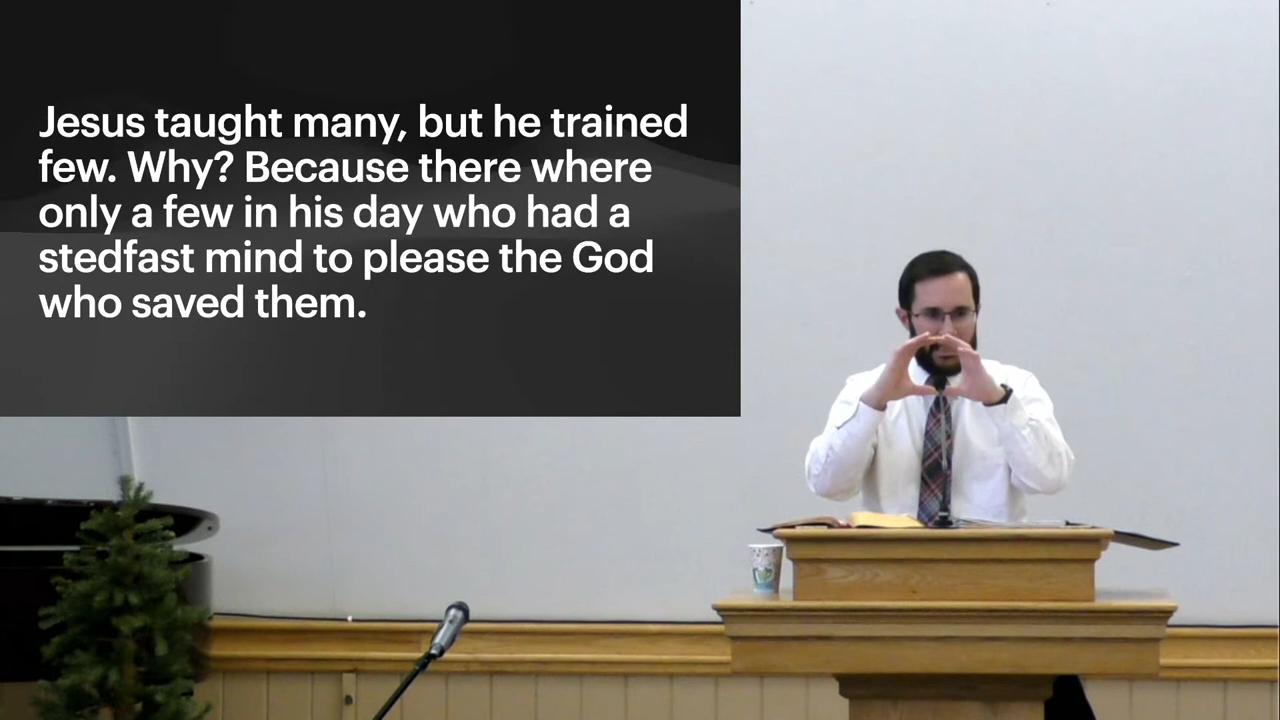 Jesus taught many, but he trained
few. Why? Because there where
only a few in his day who had a
stedfast mind to please the God
who saved them.